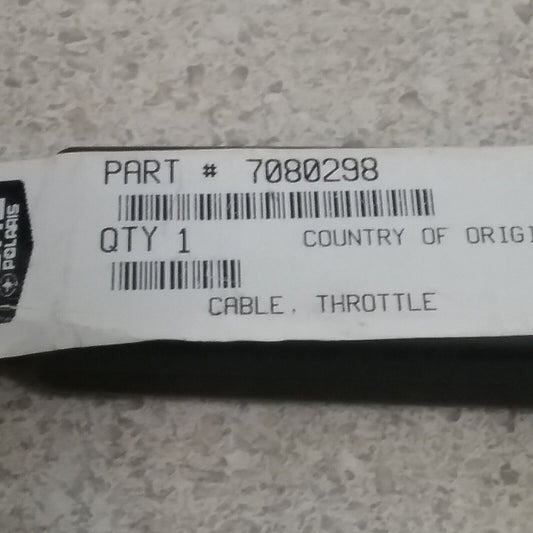 PART # 7080298
QTY 1
COUNTRY OF ORIGI
CABLE, THROTTLE
POLARIS